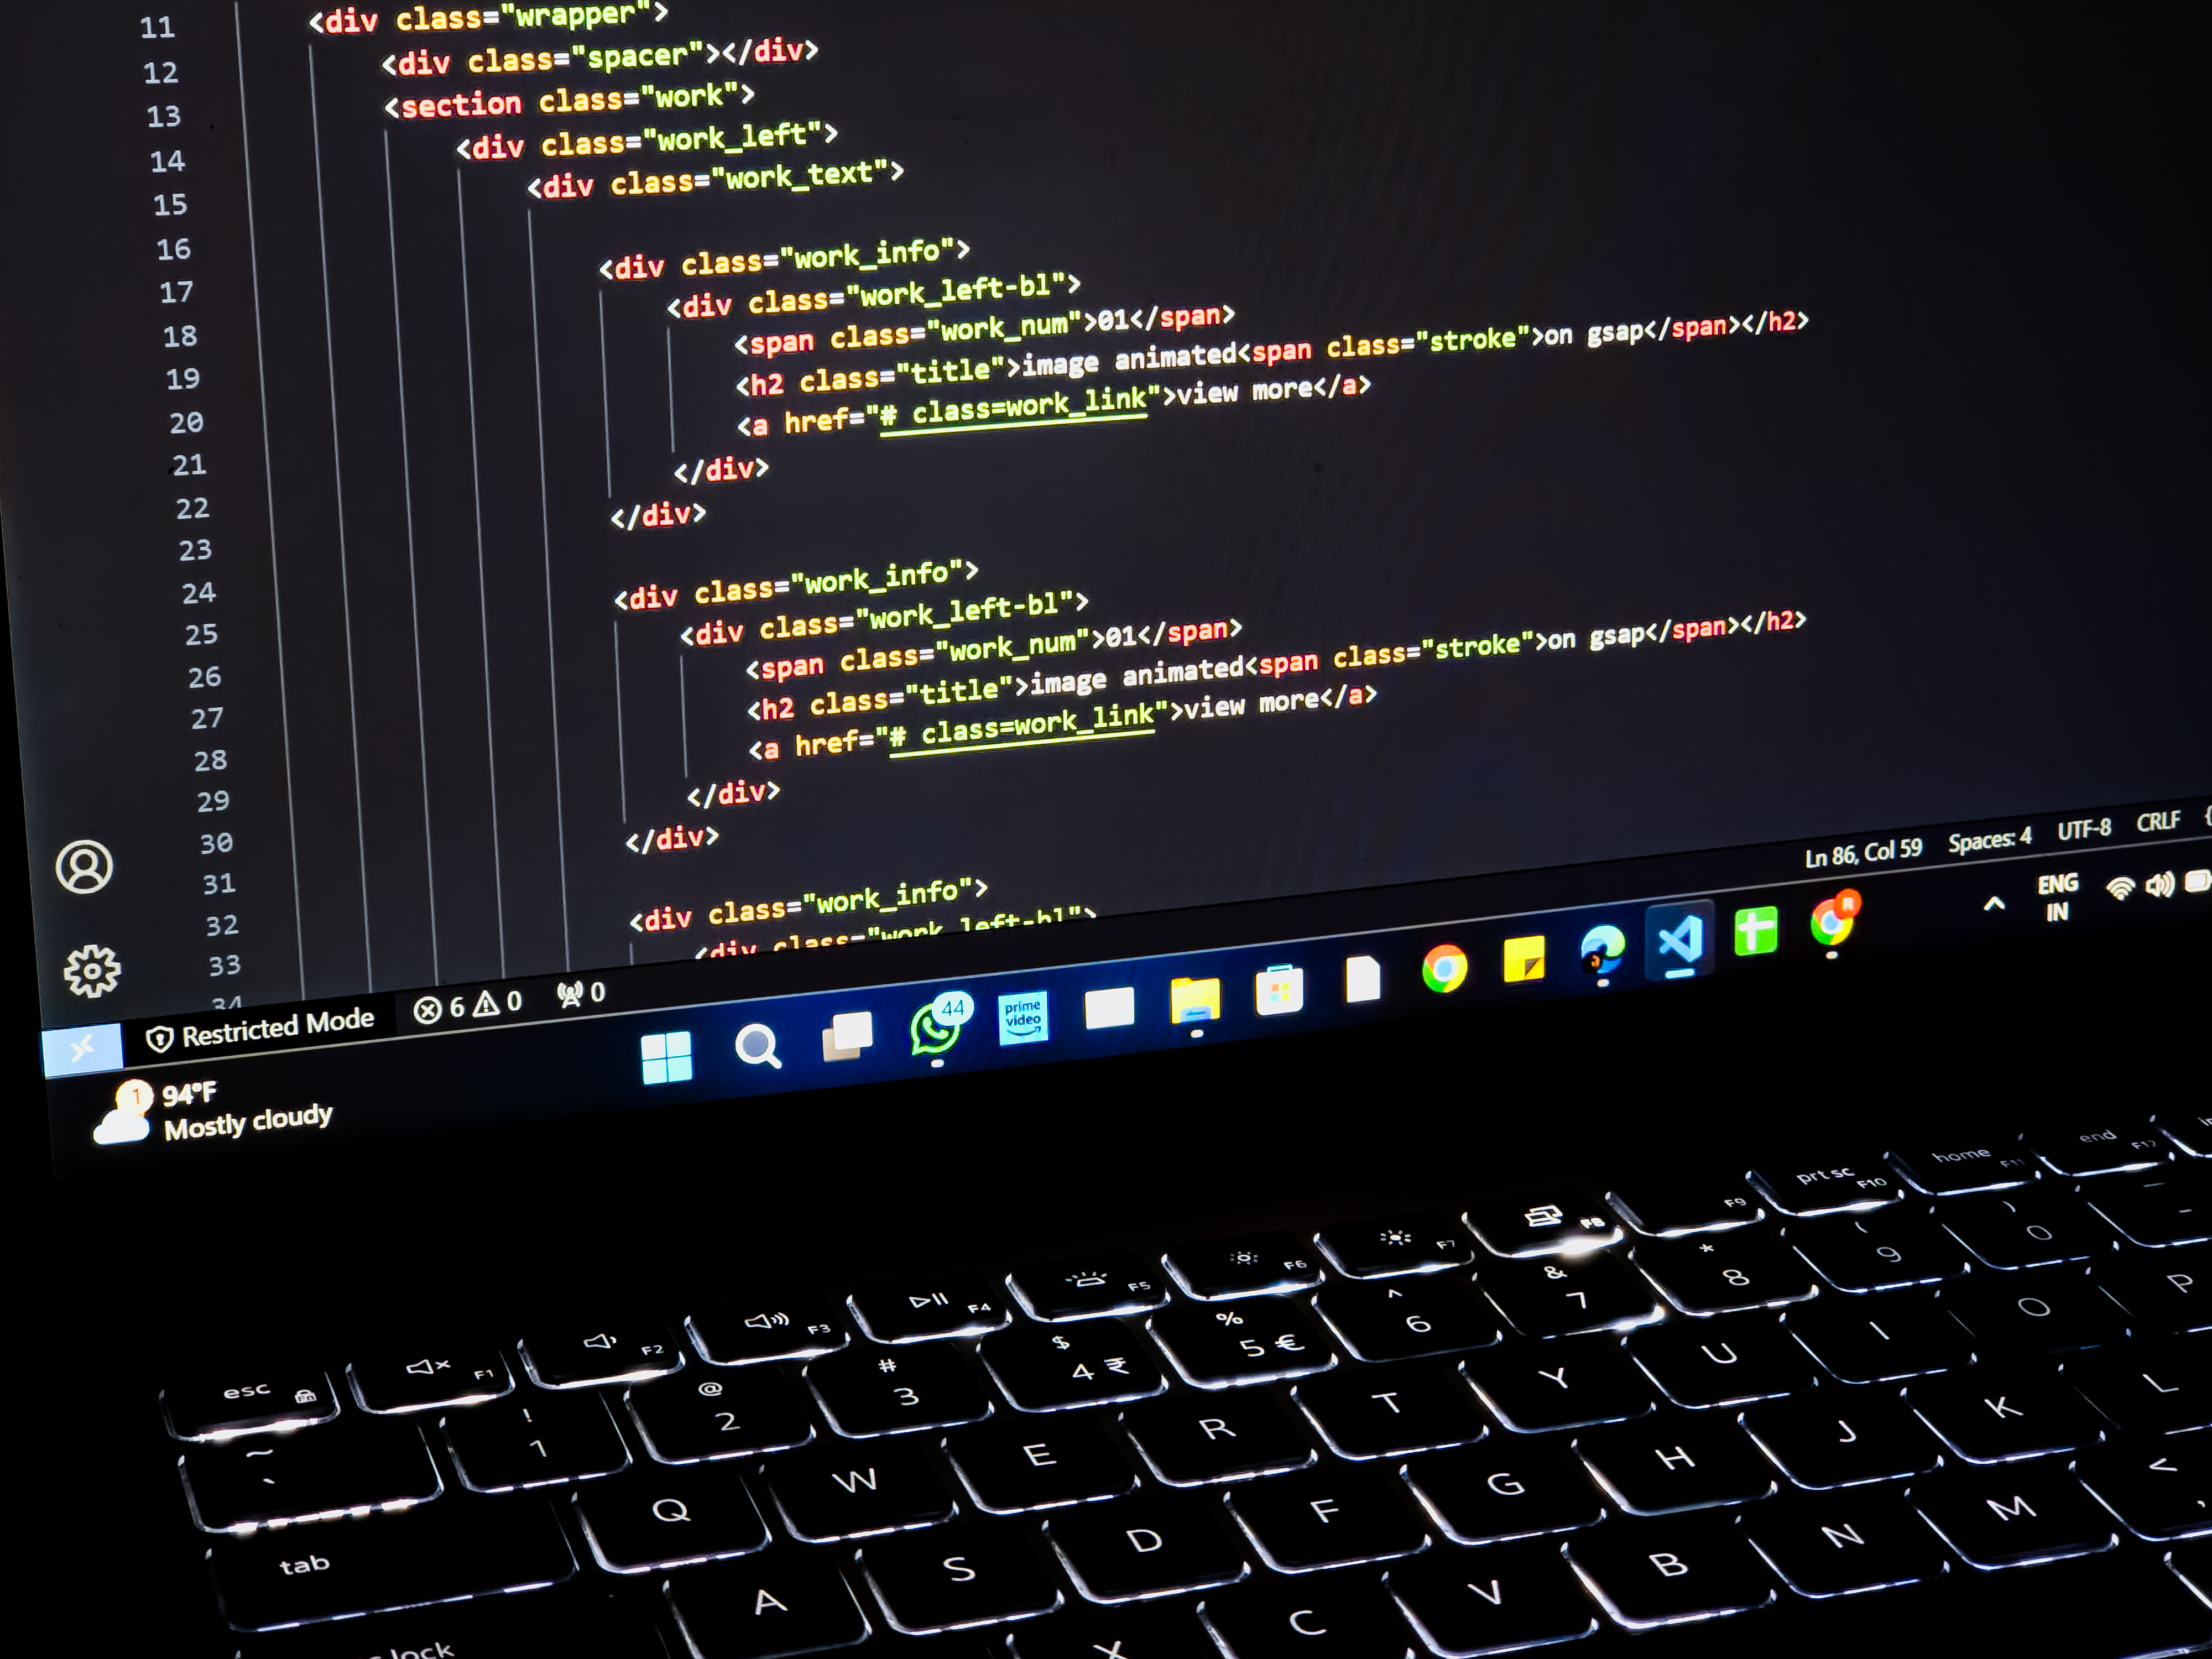 11 <div class="wrapper">
12 <div class="spacer"></div>
13 <section class="work">
14 <div class="work_left">
15 <div class="work_text">
16
17 <div class="work_info">
18 <div class="work_left-bl">
19 <span class="work_num">01</span>
20 <h2 class="title">image animated<span class="stroke">on gsap</span></h2>
21 <a href="# class=work_link">view more</a>
22 </div>
23 </div>
24
25 <div class="work_info">
26 <div class="work_left-bl">
27 <span class="work_num">01</span>
28 <h2 class="title">image animated<span class="stroke">on gsap</span></h2>
29 <a href="# class=work_link">view more</a>
30 </div>
31 </div>
32
33 <div class="work_info">
34 <div class="work_left-bl">
Ln 86, Col 59 Spaces: 4 UTF-8 CRLF {
Restricted Mode 6 0 0
ENG
IN
44
prime
video
1
94°F
Mostly cloudy
esc F1 F2 F3 F4 F5 F6 F7 F8 F9 prt sc F10 home F11 end F12
~ ! @ # $ % ^ & * ( )
` 1 2 3 4 ₹ 5 € 6 7 8 9 0 -
tab Q W E R T Y U I O P
lock A S D F G H J K L
X C V B N M < ,